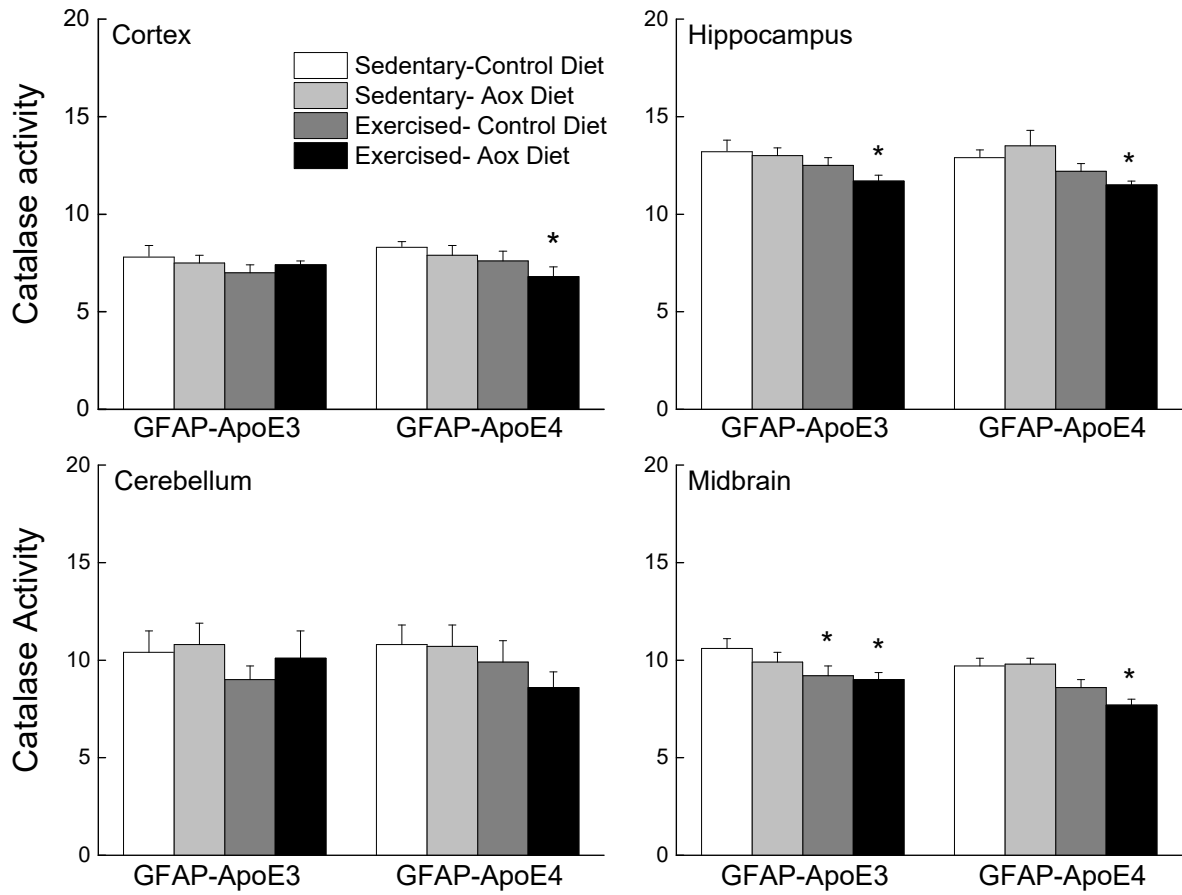 Cortex
Sedentary-Control Diet
Sedentary- Aox Diet
Exercised- Control Diet
Exercised- Aox Diet
Catalase activity
20
15
10
5
0
*
GFAP-ApoE3 GFAP-ApoE4
Hippocampus
20
15
10
5
0
* *
GFAP-ApoE3 GFAP-ApoE4
Cerebellum
Catalase Activity
20
15
10
5
0
GFAP-ApoE3 GFAP-ApoE4
Midbrain
20
15
10
5
0
* * *
GFAP-ApoE3 GFAP-ApoE4